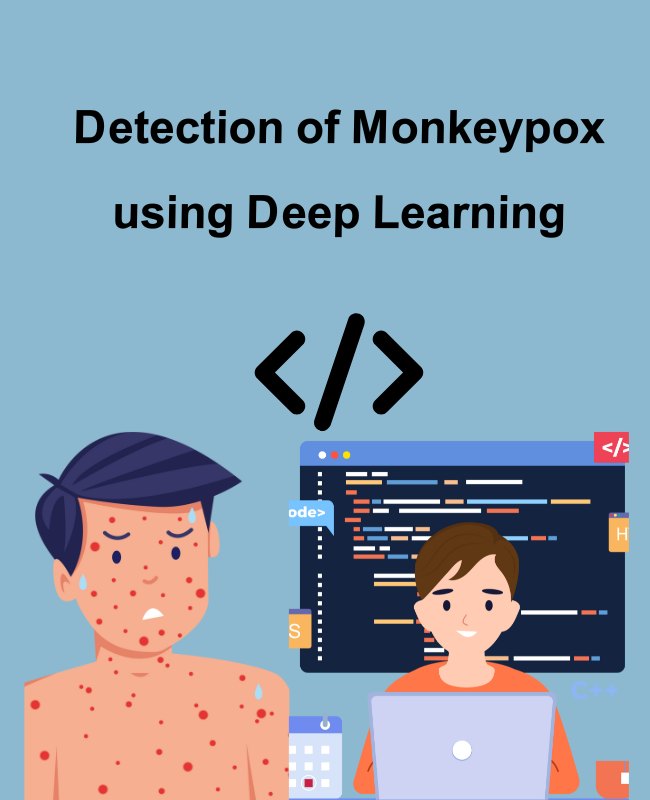 Detection of Monkeypox
using Deep Learning
</>
</>
ode>
H
S
C++